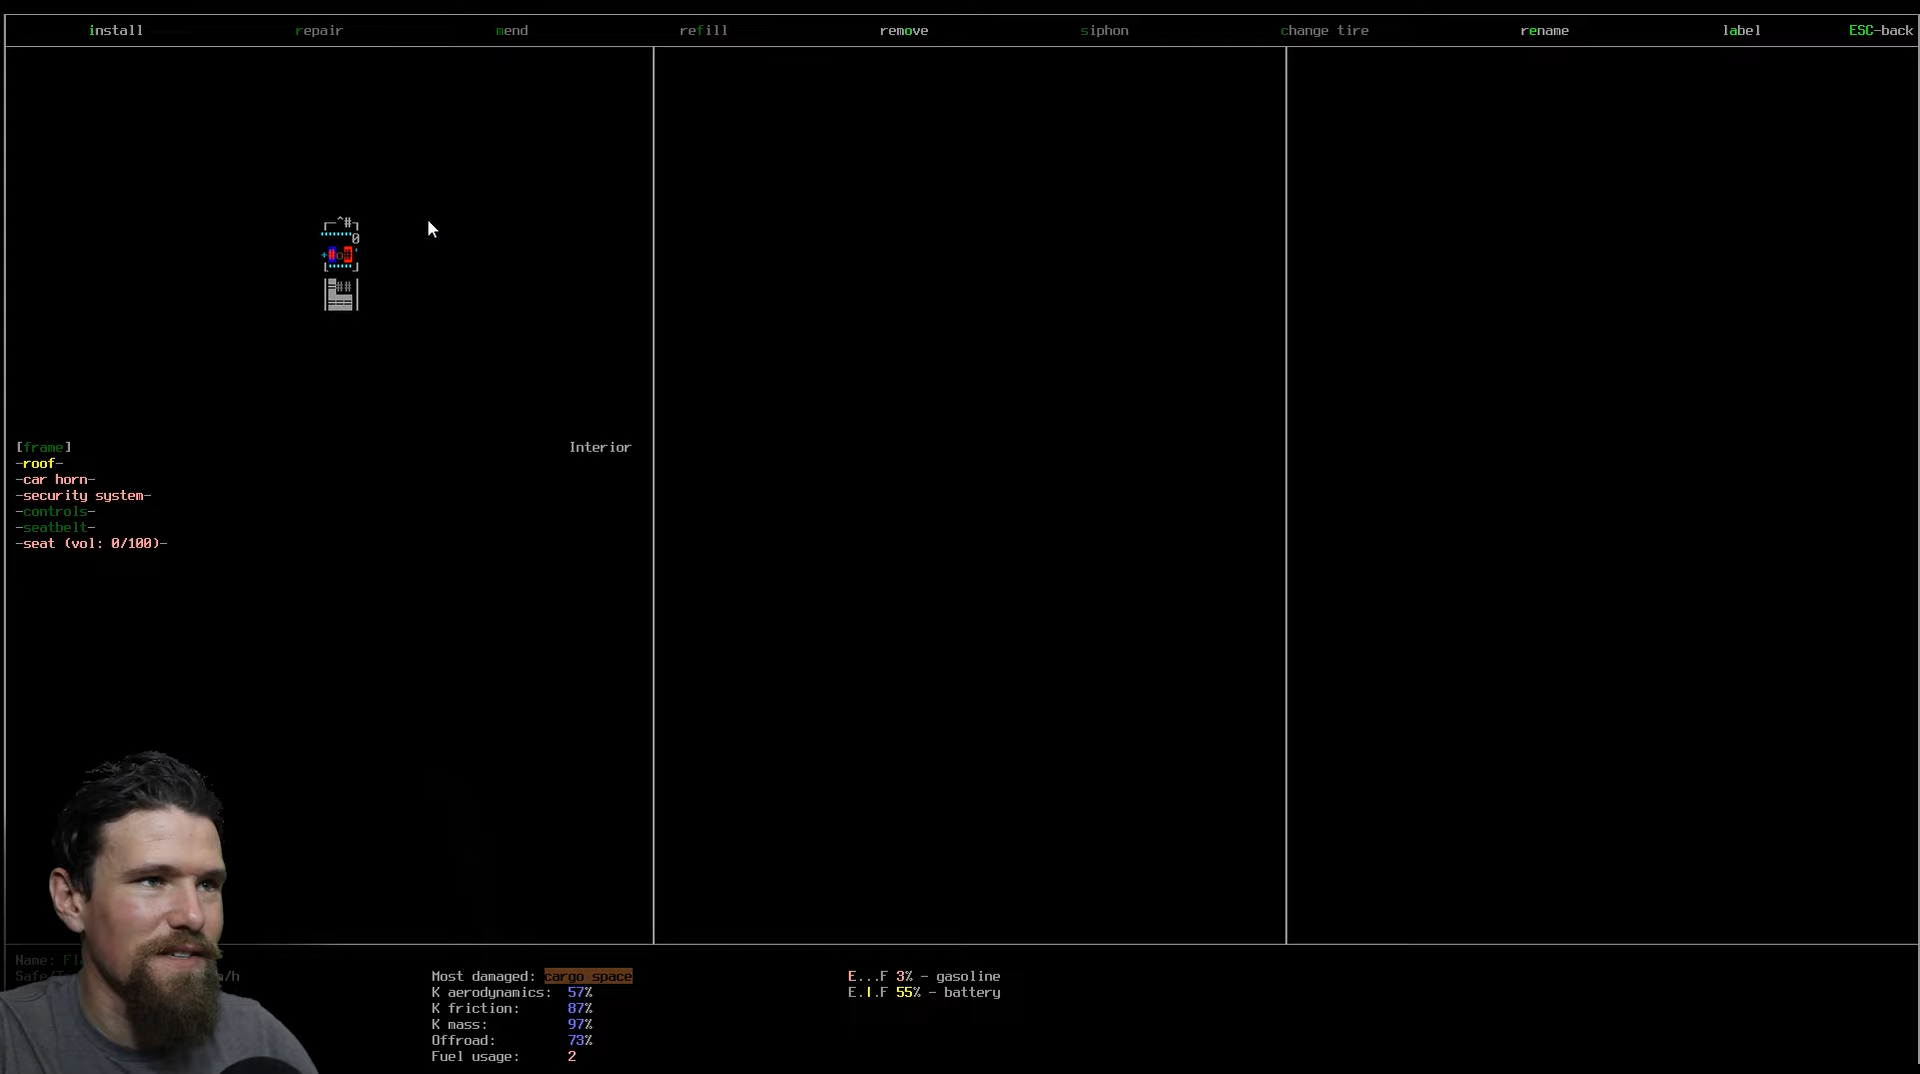 install repair mend refill remove siphon change tire rename label ESC-back
[frame] Interior
-roof-
-car horn-
-security system-
-controls-
-seatbelt-
-seat (vol: 0/100)-
Name:
Most damaged: cargo space
K aerodynamics: 57%
K friction: 87%
K mass: 97%
Offroad: 73%
Fuel usage: 2
E...F 3% - gasoline
E.|.F 55% - battery